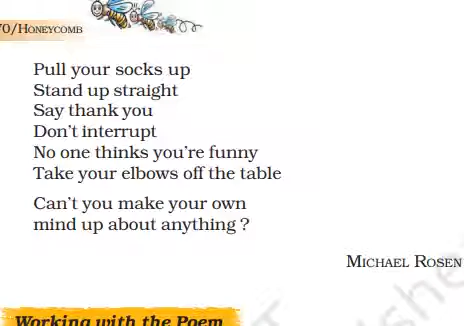 70/HONEYCOMB
Pull your socks up
Stand up straight
Say thank you
Don't interrupt
No one thinks you're funny
Take your elbows off the table
Can't you make your own
mind up about anything ?
MICHAEL ROSEN
Working with the Poem